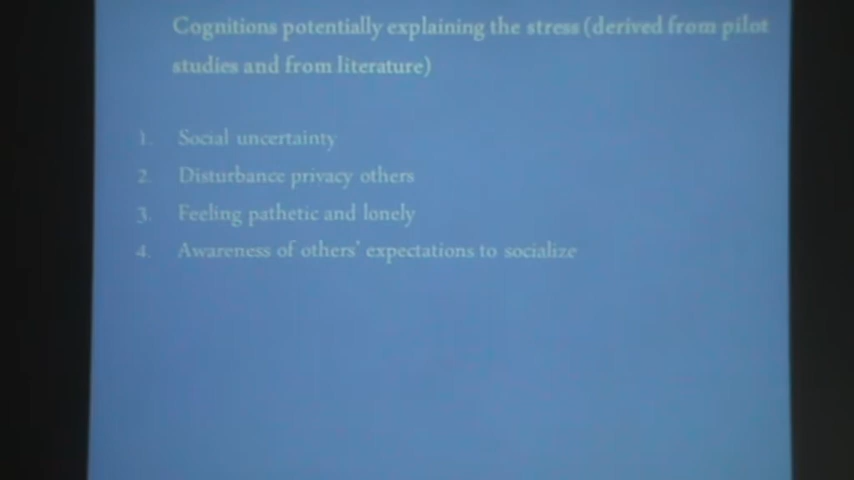 Cognitions potentially explaining the stress (derived from pilot
studies and from literature)
1. Social uncertainty
2. Disturbance privacy others
3. Feeling pathetic and lonely
4. Awareness of others' expectations to socialize